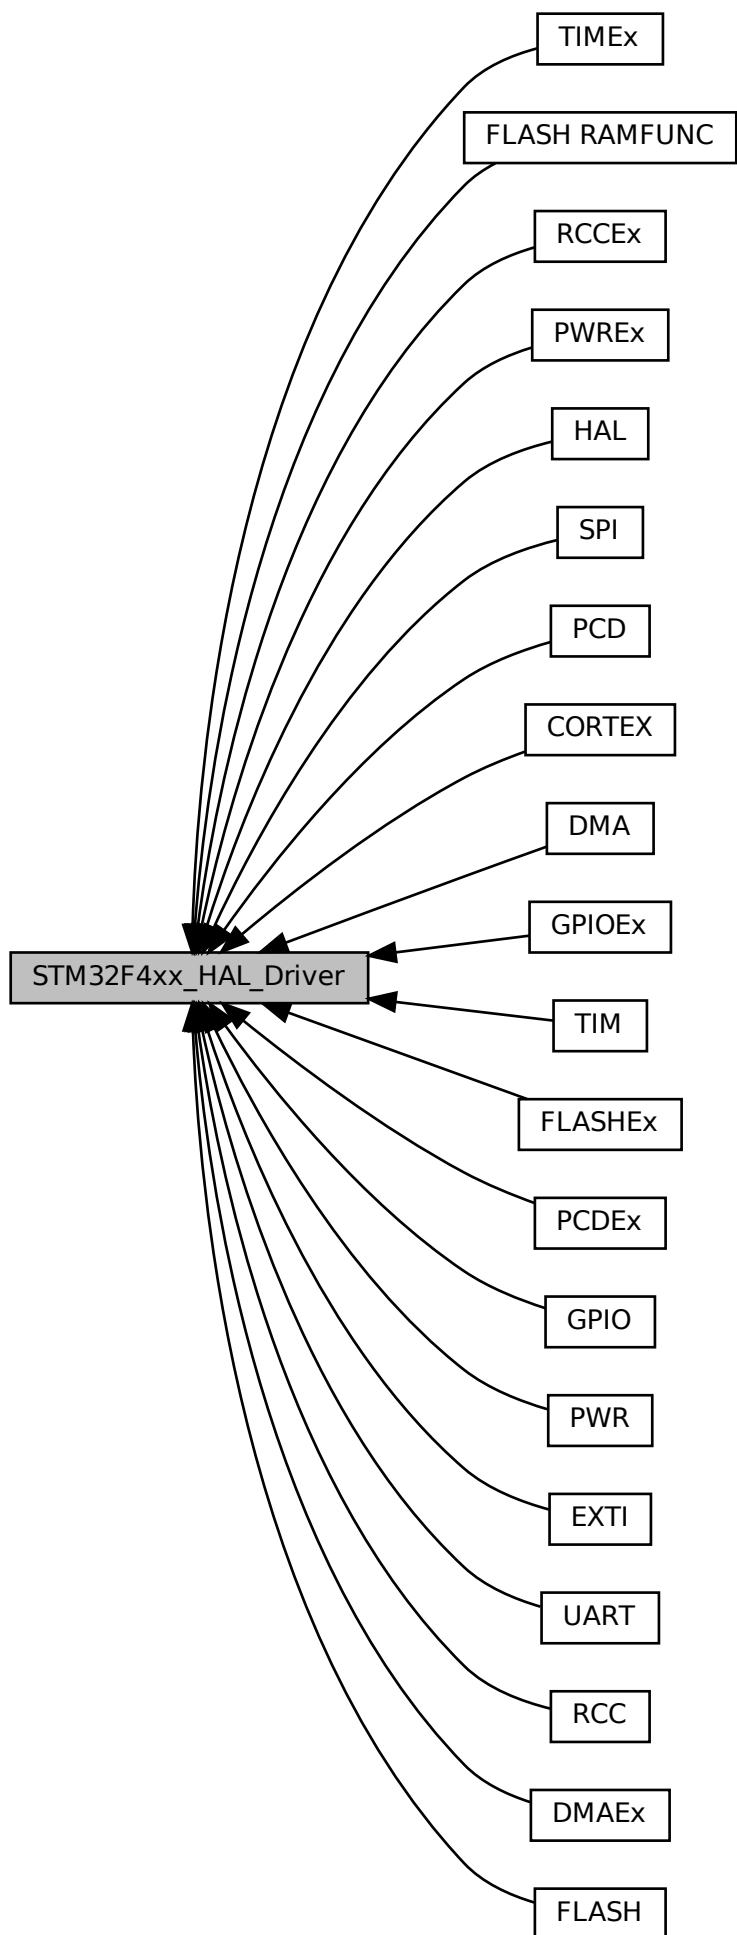 TIMEx
FLASH RAMFUNC
RCCEx
PWREx
HAL
SPI
PCD
CORTEX
DMA
GPIOEx
STM32F4xx_HAL_Driver
TIM
FLASHEx
PCDEx
GPIO
PWR
EXTI
UART
RCC
DMAEx
FLASH